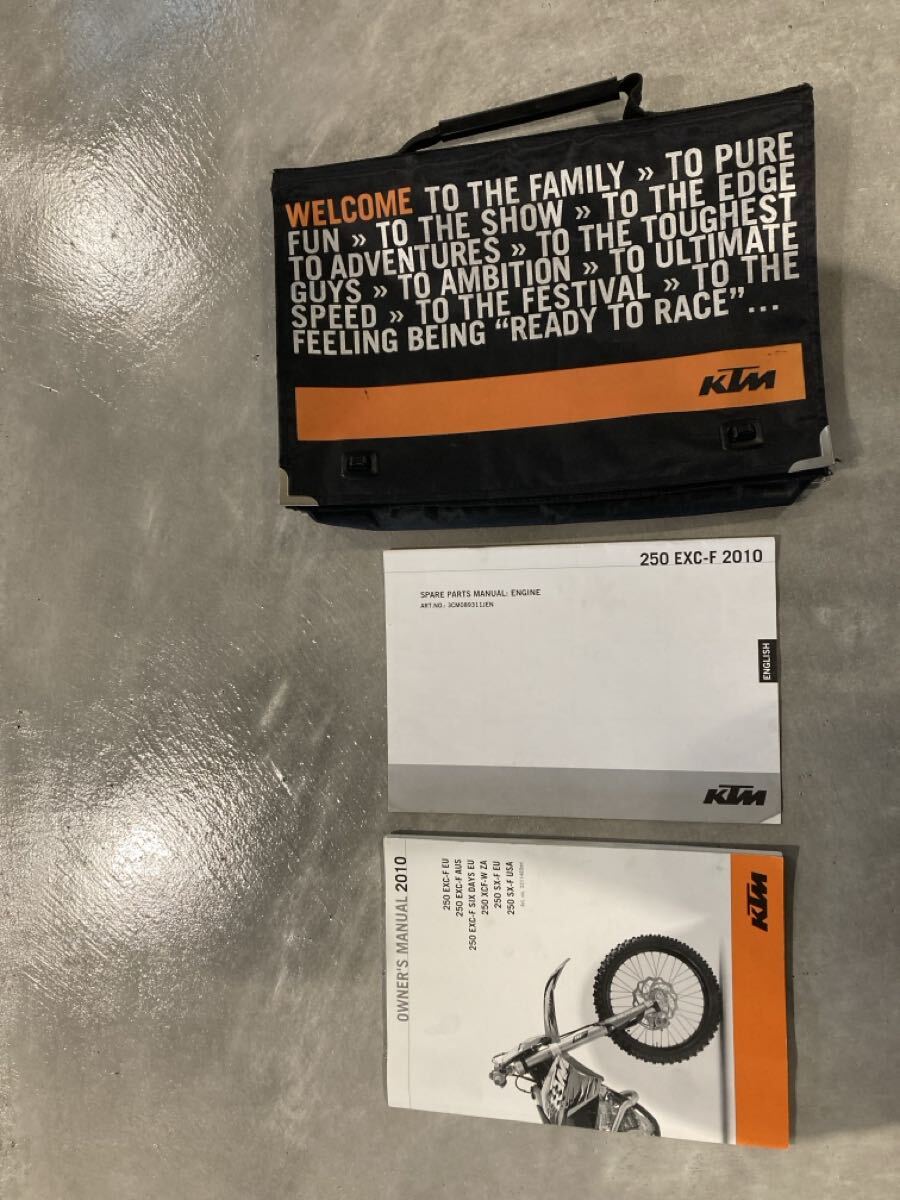 WELCOME TO THE FAMILY » TO PURE
FUN » TO THE SHOW » TO THE EDGE
TO ADVENTURES » TO THE TOUGHEST
GUYS » TO AMBITION » TO ULTIMATE
SPEED » TO THE FESTIVAL » TO THE
FEELING BEING “READY TO RACE”...
KTM
250 EXC-F 2010
SPARE PARTS MANUAL: ENGINE
ART.NO.: 3CM089311JEN
ENGLISH
KTM
OWNER'S MANUAL 2010
250 EXC-F EU
250 EXC-F AUS
250 EXC-F SIX DAYS EU
250 XCF-W ZA
250 SX-F EU
250 SX-F USA
KTM